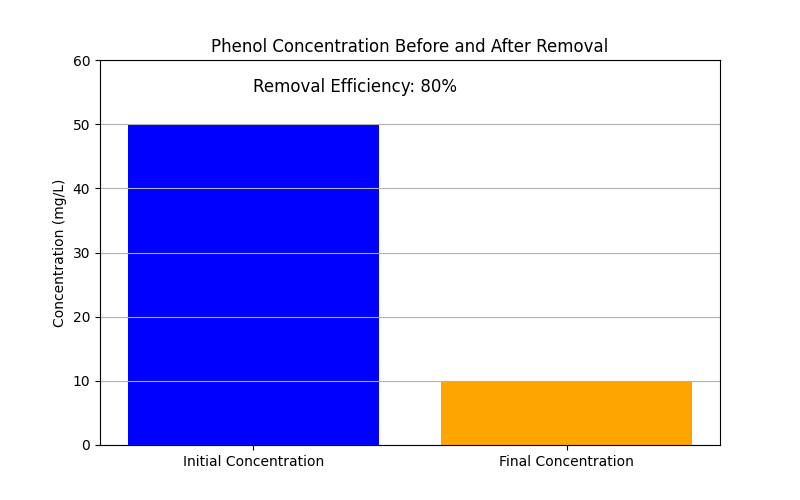 Phenol Concentration Before and After Removal
60
Removal Efficiency: 80%
50
40
30
20
10
0
Concentration (mg/L)
Initial Concentration
Final Concentration